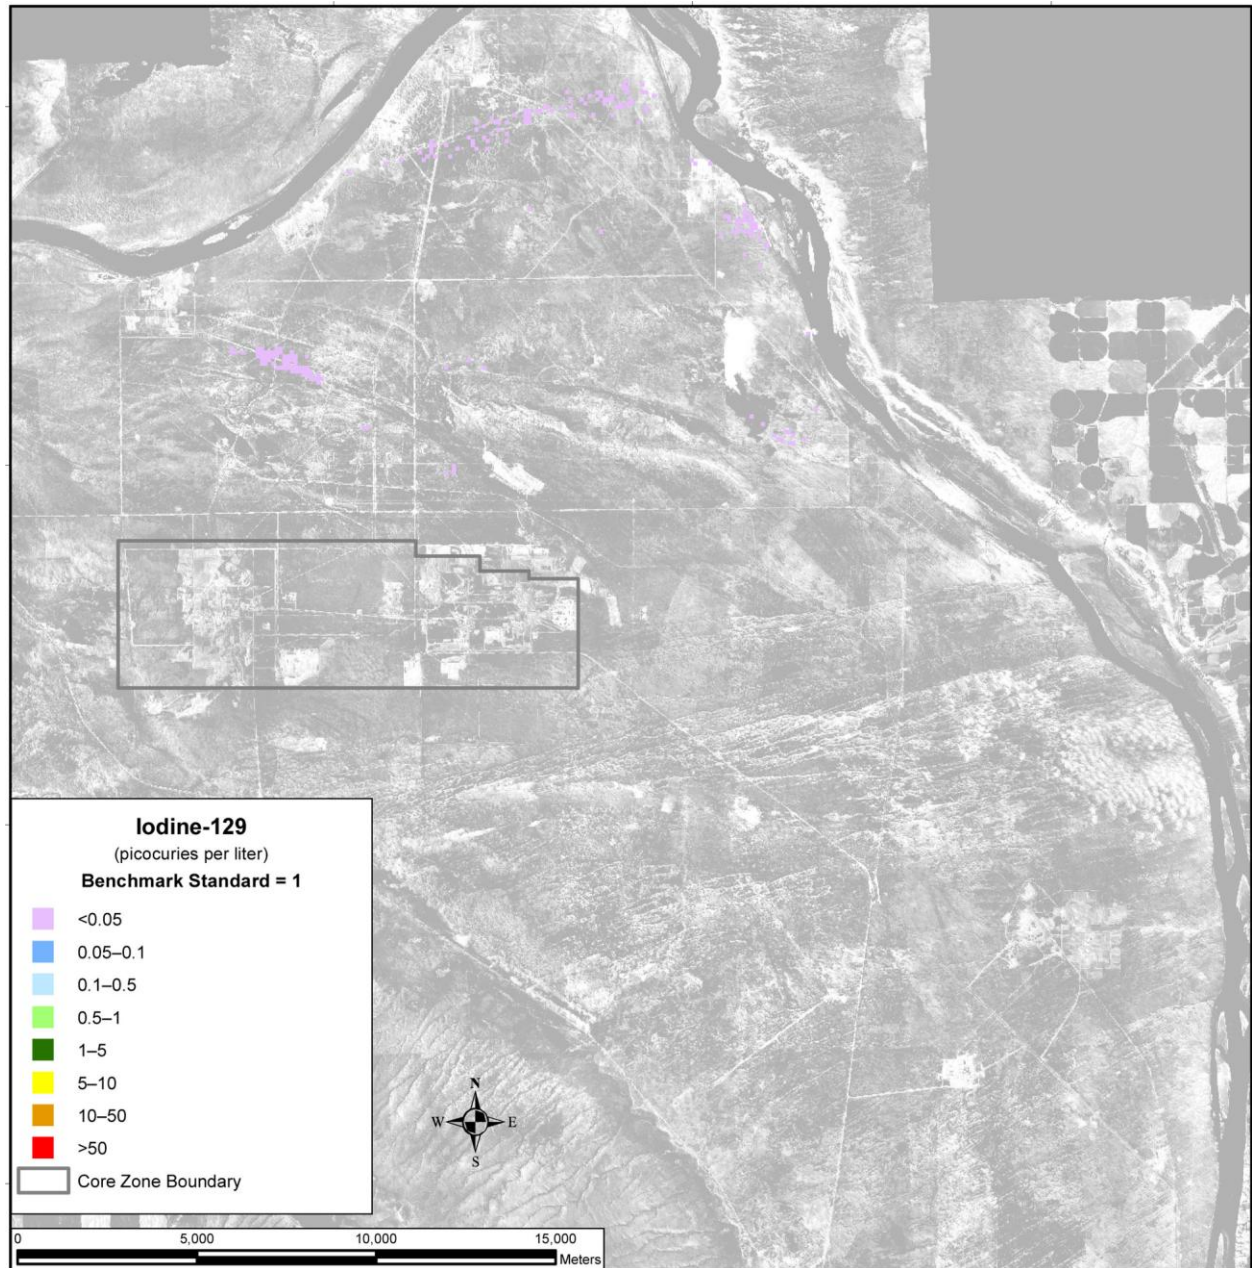 Iodine-129
(picocuries per liter)
Benchmark Standard = 1
<0.05
0.05–0.1
0.1–0.5
0.5–1
1–5
5–10
10–50
>50
Core Zone Boundary
N
W E
S
0 5,000 10,000 15,000
Meters